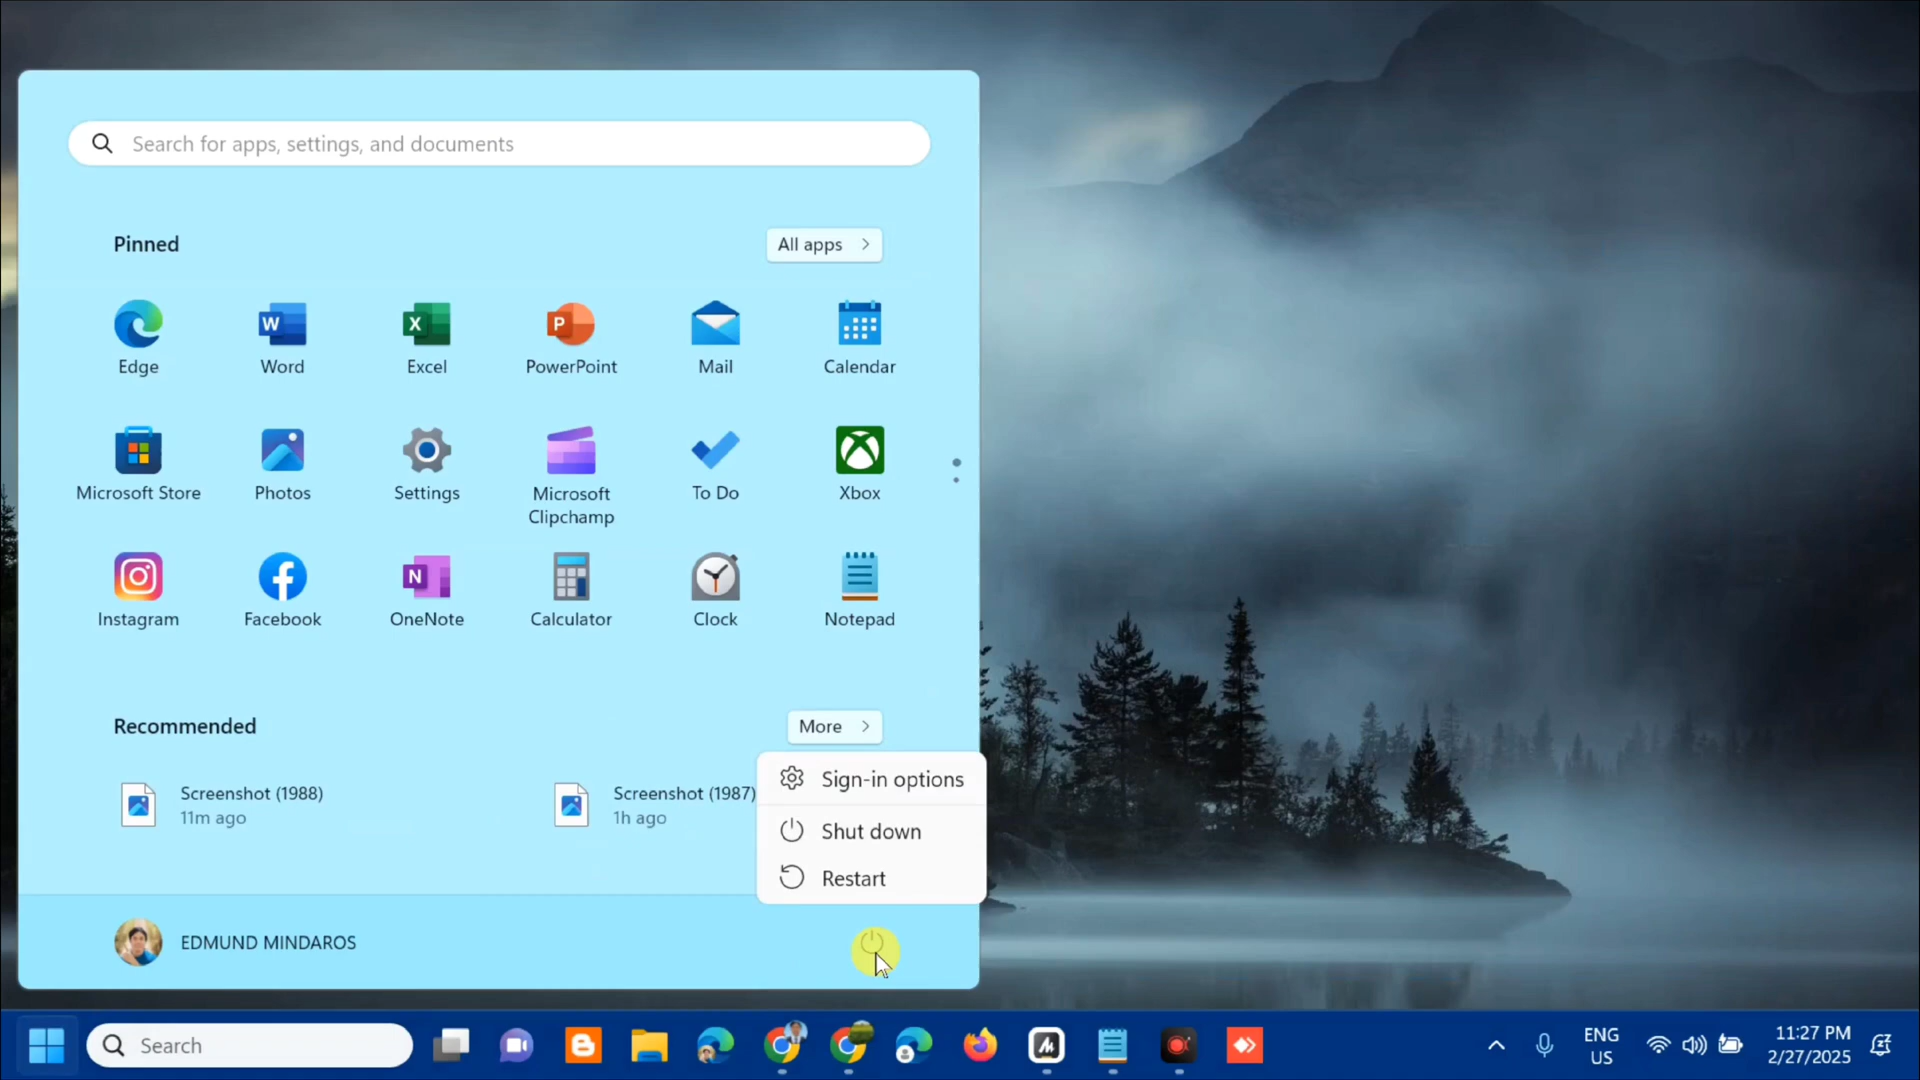 Search for apps, settings, and documents
Pinned
All apps
Edge
Word
Excel
PowerPoint
Mail
Calendar
Microsoft Store
Photos
Settings
Microsoft
Clipchamp
To Do
Xbox
Instagram
Facebook
OneNote
Calculator
Clock
Notepad
Recommended
More
Screenshot (1988)
11m ago
Screenshot (1987)
1h ago
Sign-in options
Shut down
Restart
EDMUND MINDAROS
Search
ENG
US
11:27 PM
2/27/2025